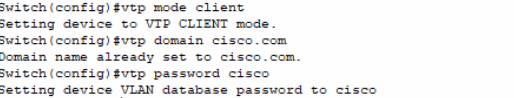 Switch(config)#vtp mode client
Setting device to VTP CLIENT mode.
Switch(config)#vtp domain cisco.com
Domain name already set to cisco.com.
Switch(config)#vtp password cisco
Setting device VLAN database password to cisco